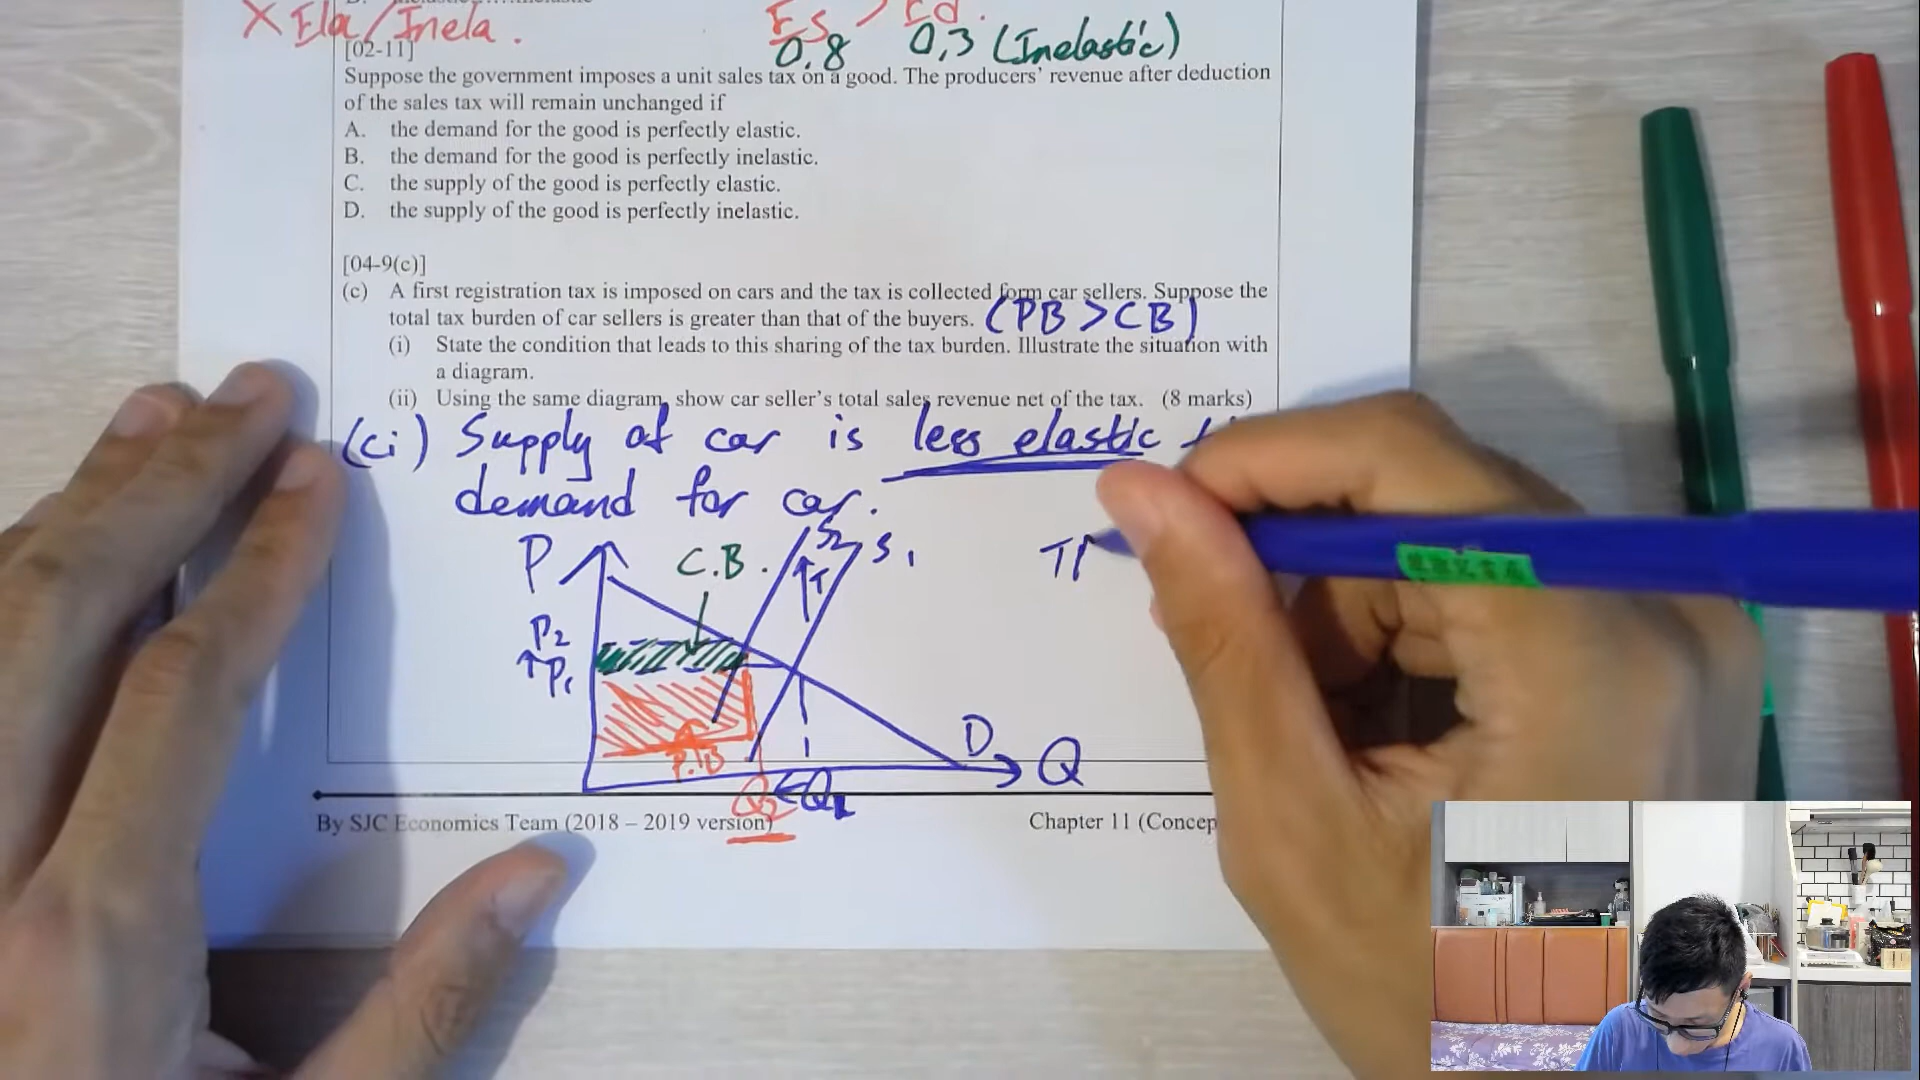 X Ela/Inela.
Es > Ed.
0.8 0.3 (Inelastic)
[02-11]
Suppose the government imposes a unit sales tax on a good. The producers' revenue after deduction
of the sales tax will remain unchanged if
A. the demand for the good is perfectly elastic.
B. the demand for the good is perfectly inelastic.
C. the supply of the good is perfectly elastic.
D. the supply of the good is perfectly inelastic.
[04-9(c)]
(c) A first registration tax is imposed on cars and the tax is collected form car sellers. Suppose the
total tax burden of car sellers is greater than that of the buyers. (PB > CB)
(i) State the condition that leads to this sharing of the tax burden. Illustrate the situation with
a diagram.
(ii) Using the same diagram, show car seller's total sales revenue net of the tax. (8 marks)
(ci) Supply of car is less elastic
demand for car.
P
C.B.
S2
S1
T
P2
↑P1
P.B
D
Q
Q2 ← Q1
By SJC Economics Team (2018 – 2019 version)
Chapter 11